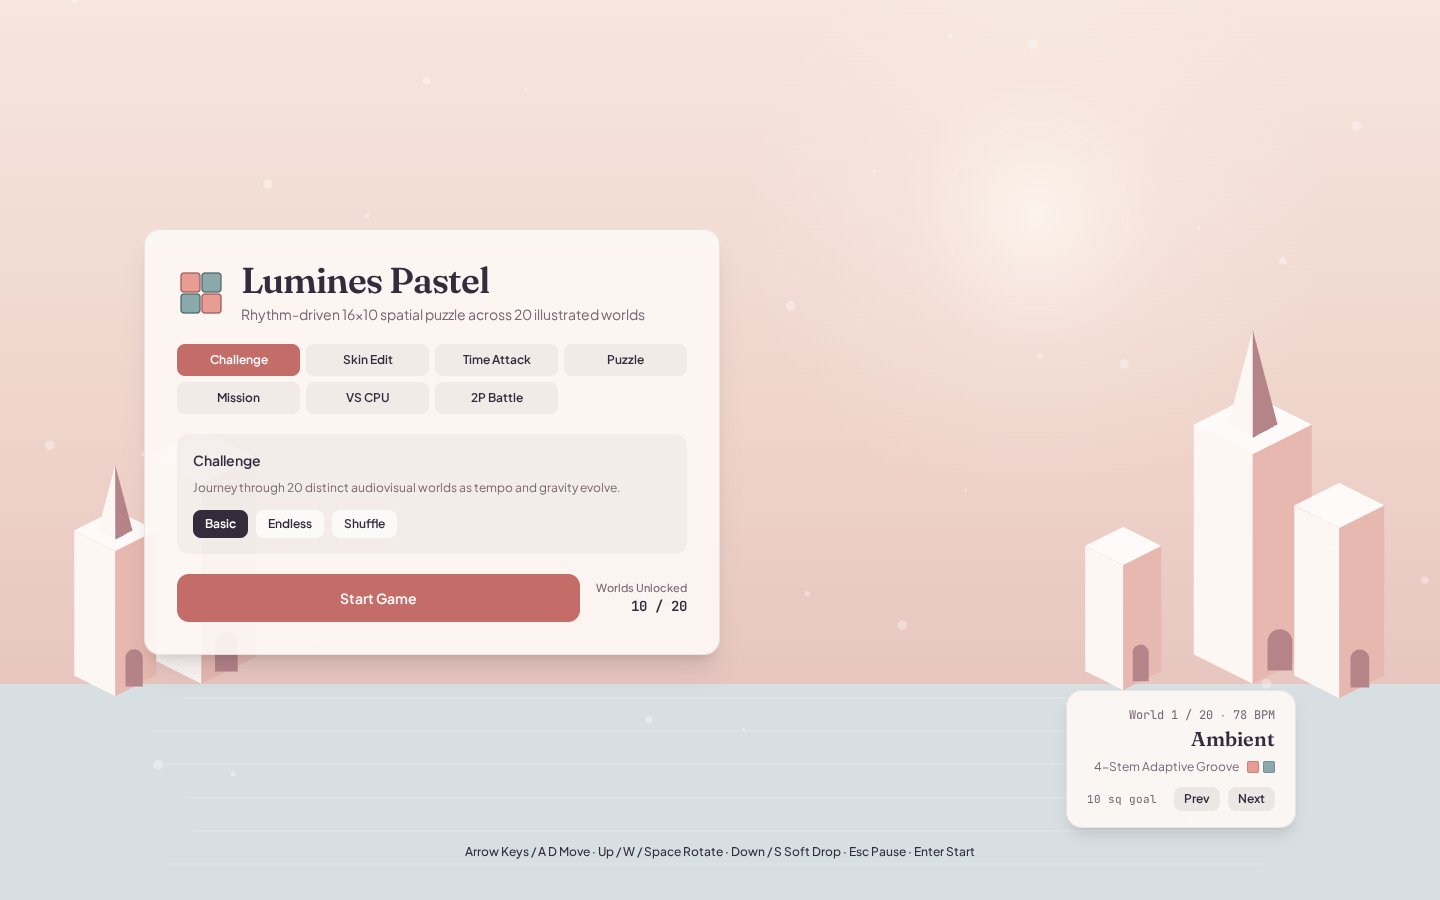 Lumines Pastel
Rhythm-driven 16×10 spatial puzzle across 20 illustrated worlds
Challenge
Skin Edit
Time Attack
Puzzle
Mission
VS CPU
2P Battle
Challenge
Journey through 20 distinct audiovisual worlds as tempo and gravity evolve.
Basic
Endless
Shuffle
Start Game
Worlds Unlocked
10 / 20
World 1 / 20 · 78 BPM
Ambient
4-Stem Adaptive Groove
10 sq goal
Prev
Next
Arrow Keys / A D Move · Up / W / Space Rotate · Down / S Soft Drop · Esc Pause · Enter Start